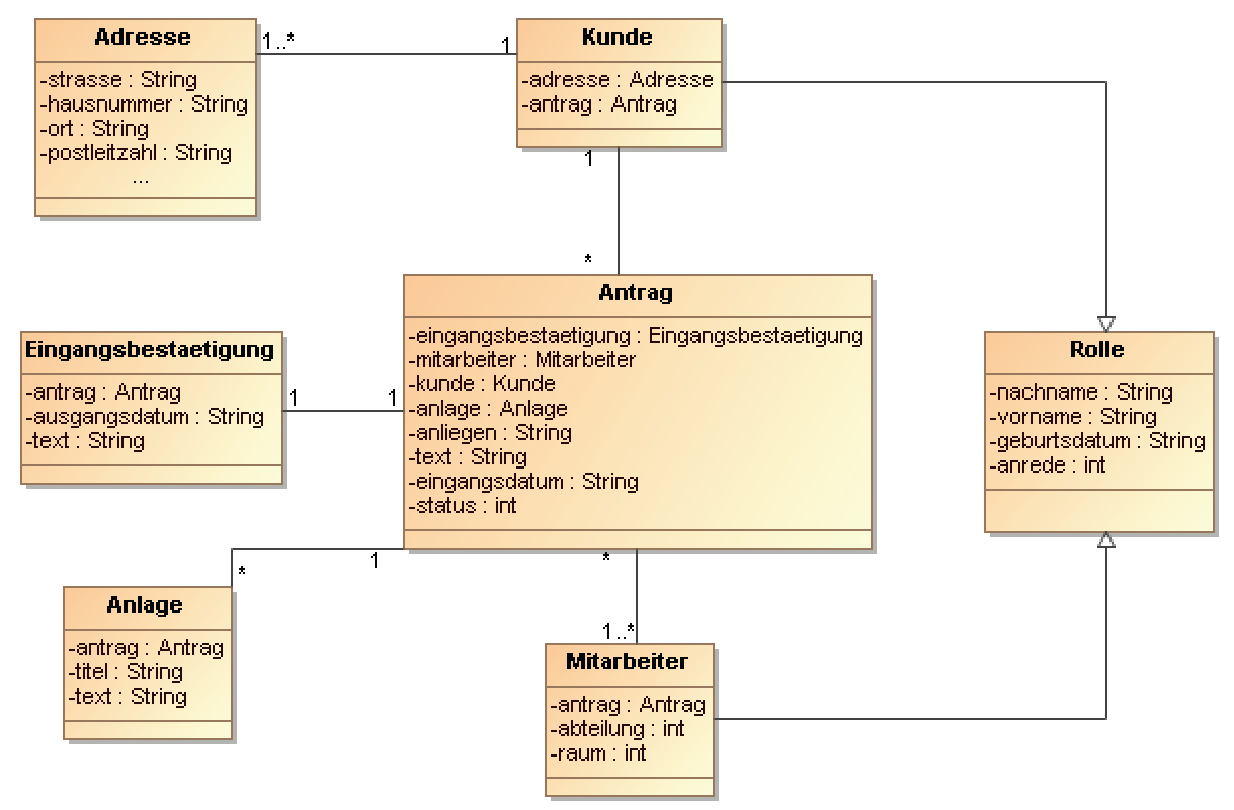 Adresse
-strasse : String
-hausnummer : String
-ort : String
-postleitzahl : String
...
1..*
1
Kunde
-adresse : Adresse
-antrag : Antrag
1
*
Antrag
-eingangsbestaetigung : Eingangsbestaetigung
-mitarbeiter : Mitarbeiter
-kunde : Kunde
-anlage : Anlage
-anliegen : String
-text : String
-eingangsdatum : String
-status : int
Eingangsbestaetigung
-antrag : Antrag
-ausgangsdatum : String
-text : String
1
1
Rolle
-nachname : String
-vorname : String
-geburtsdatum : String
-anrede : int
*
1
Anlage
-antrag : Antrag
-titel : String
-text : String
*
1..*
Mitarbeiter
-antrag : Antrag
-abteilung : int
-raum : int